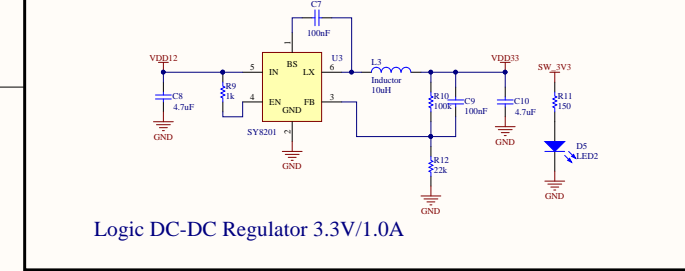 C7
100nF
VDD12
1
U3
L3
VDD33
SW_3V3
5
IN
BS
LX
6
Inductor
10uH
C8
4.7uF
R9
1k
4
EN
GND
FB
3
R10
100k
C9
100nF
C10
4.7uF
R11
150
GND
SY8201
2
GND
R12
22k
GND
GND
D5
LED2
GND
Logic DC-DC Regulator 3.3V/1.0A